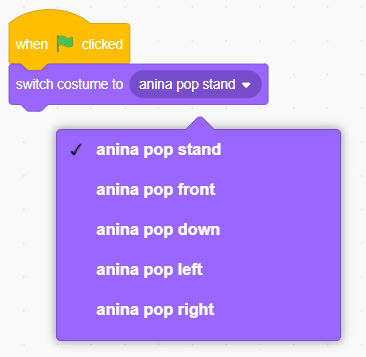 when clicked
switch costume to anina pop stand
anina pop stand
anina pop front
anina pop down
anina pop left
anina pop right